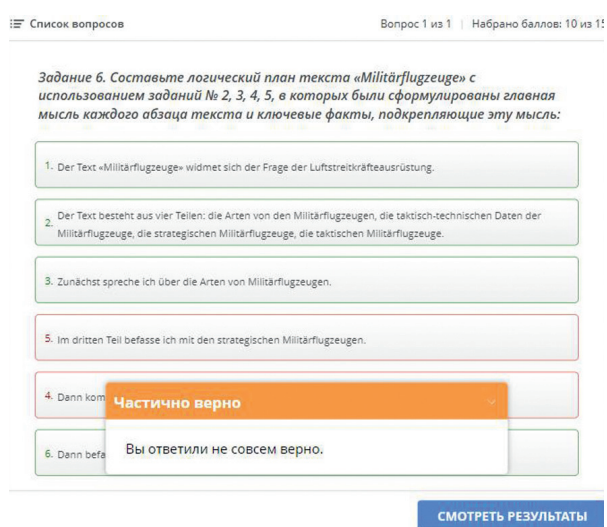 Список вопросов
Вопрос 1 из 1 | Набрано баллов: 10 из 15
Задание 6. Составьте логический план текста «Militärflugzeuge» с
использованием заданий № 2, 3, 4, 5, в которых были сформулированы главная
мысль каждого абзаца текста и ключевые факты, подкрепляющие эту мысль:
1. Der Text «Militärflugzeuge» widmet sich der Frage der Luftstreitkräfteausrüstung.
2. Der Text besteht aus vier Teilen: die Arten von den Militärflugzeugen, die taktisch-technischen Daten der
Militärflugzeuge, die strategischen Militärflugzeuge, die taktischen Militärflugzeuge.
3. Zunächst spreche ich über die Arten von Militärflugzeugen.
5. Im dritten Teil befasse ich mit den strategischen Militärflugzeugen.
4. Dann kom
Частично верно
Вы ответили не совсем верно.
6. Dann befa
СМОТРЕТЬ РЕЗУЛЬТАТЫ